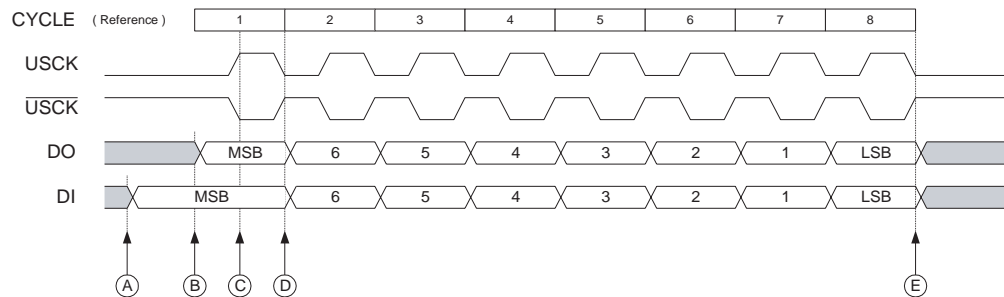 CYCLE ( Reference ) 1 2 3 4 5 6 7 8
USCK
USCK
DO MSB 6 5 4 3 2 1 LSB
DI MSB 6 5 4 3 2 1 LSB
A B C D E